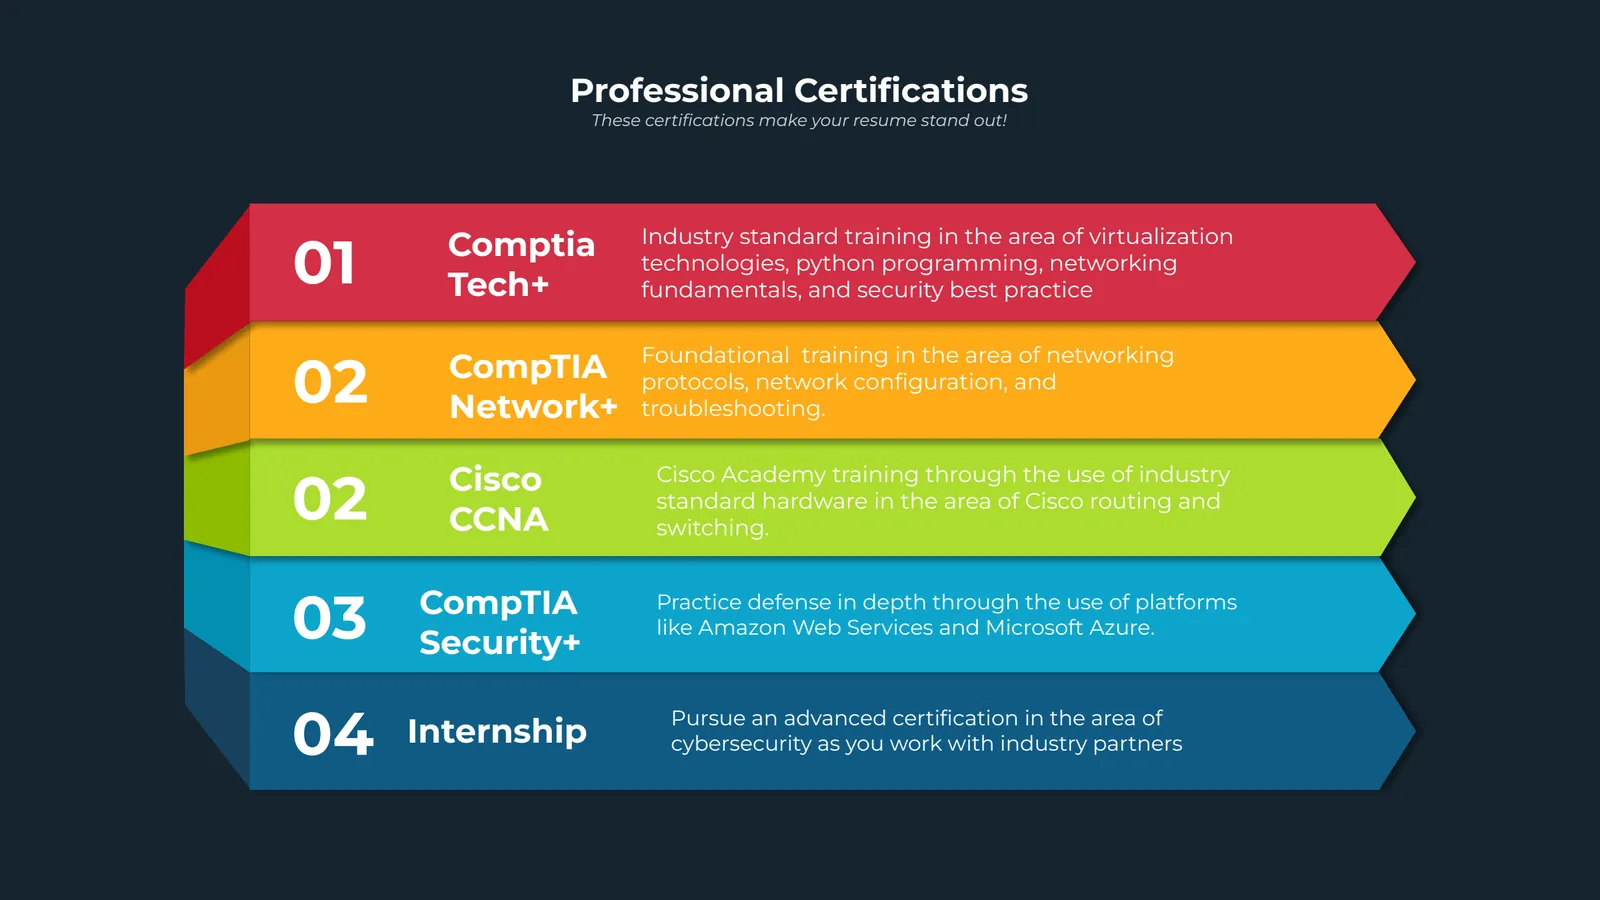 Professional Certifications
These certifications make your resume stand out!
01
Comptia
Tech+
Industry standard training in the area of virtualization
technologies, python programming, networking
fundamentals, and security best practice
02
CompTIA
Network+
Foundational  training in the area of networking
protocols, network configuration, and
troubleshooting.
02
Cisco
CCNA
Cisco Academy training through the use of industry
standard hardware in the area of Cisco routing and
switching.
03
CompTIA
Security+
Practice defense in depth through the use of platforms
like Amazon Web Services and Microsoft Azure.
04
Internship
Pursue an advanced certification in the area of
cybersecurity as you work with industry partners